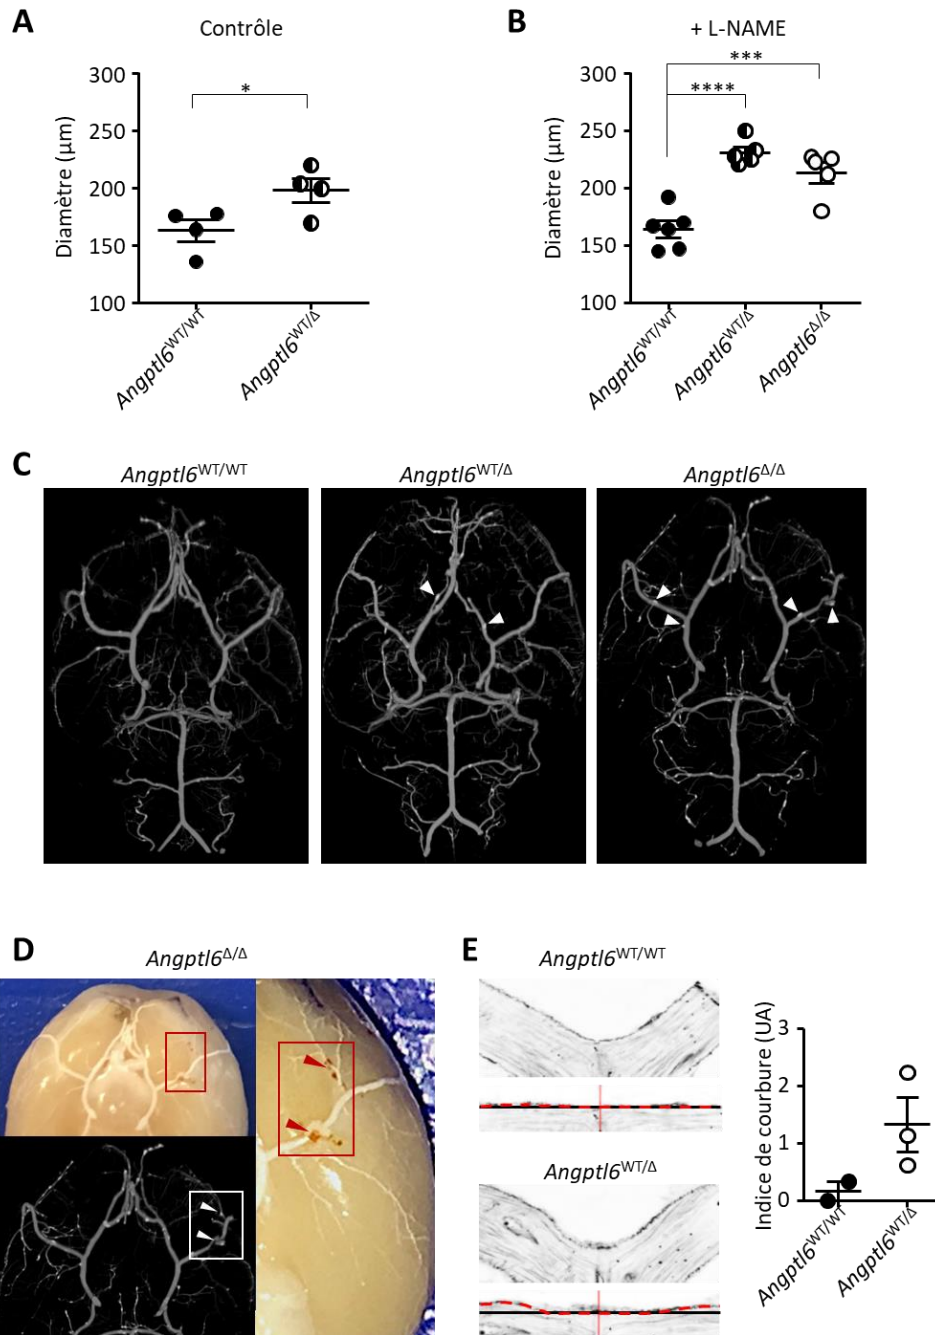 A
Contrôle
*
300
250
200
150
100
Diamètre (µm)
Angptl6WT/WT
Angptl6WT/Δ
B
+ L-NAME
***
****
300
250
200
150
100
Diamètre (µm)
Angptl6WT/WT
Angptl6WT/Δ
Angptl6Δ/Δ
C
Angptl6WT/WT
Angptl6WT/Δ
Angptl6Δ/Δ
D
Angptl6Δ/Δ
E
Angptl6WT/WT
Angptl6WT/Δ
3
2
1
0
Indice de courbure (UA)
Angptl6WT/WT
Angptl6WT/Δ